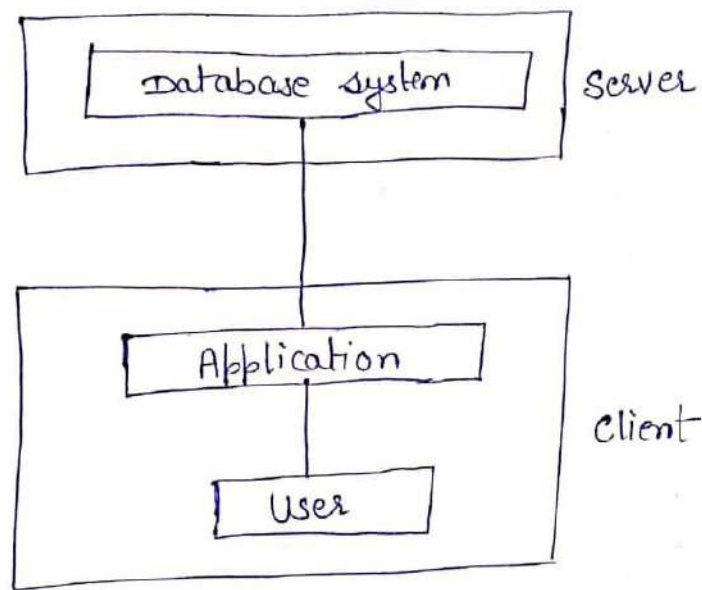 Database system
Server
Application
Client
User